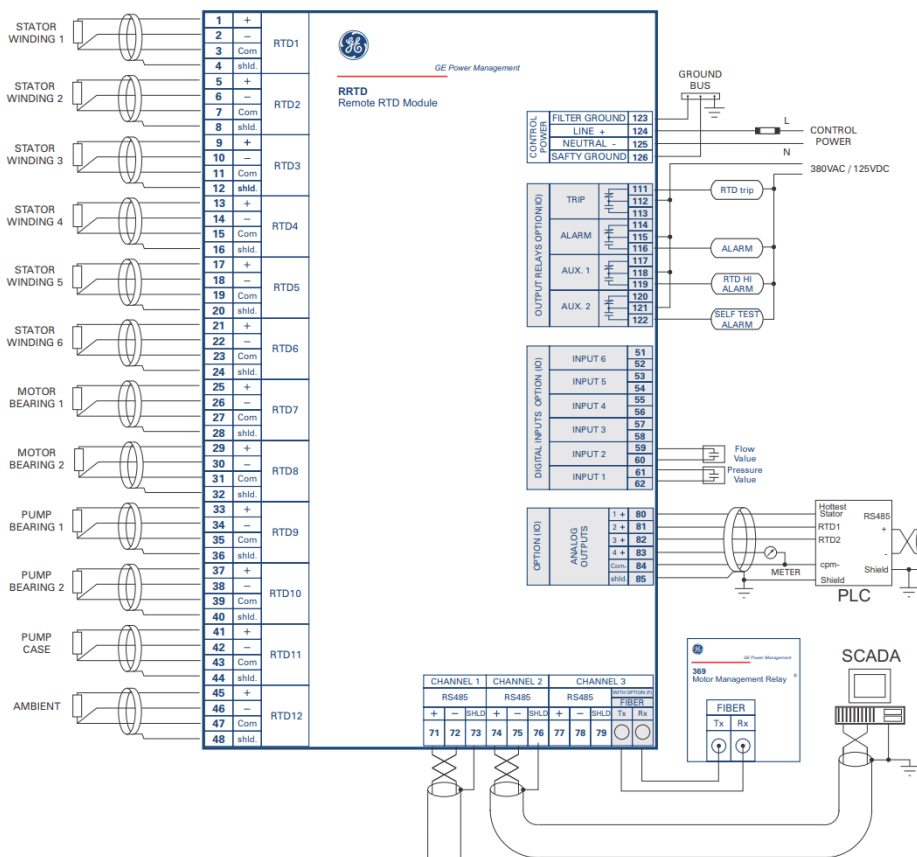 STATOR
WINDING 1
STATOR
WINDING 2
STATOR
WINDING 3
STATOR
WINDING 4
STATOR
WINDING 5
STATOR
WINDING 6
MOTOR
BEARING 1
MOTOR
BEARING 2
PUMP
BEARING 1
PUMP
BEARING 2
PUMP
CASE
AMBIENT
1 +
2 −
3 Com
4 shld.
RTD1
5 +
6 −
7 Com
8 shld.
RTD2
9 +
10 −
11 Com
12 shld.
RTD3
13 +
14 −
15 Com
16 shld.
RTD4
17 +
18 −
19 Com
20 shld.
RTD5
21 +
22 −
23 Com
24 shld.
RTD6
25 +
26 −
27 Com
28 shld.
RTD7
29 +
30 −
31 Com
32 shld.
RTD8
33 +
34 −
35 Com
36 shld.
RTD9
37 +
38 −
39 Com
40 shld.
RTD10
41 +
42 −
43 Com
44 shld.
RTD11
45 +
46 −
47 Com
48 shld.
RTD12
GE
GE Power Management
RRTD
Remote RTD Module
CONTROL
POWER
FILTER GROUND 123
LINE + 124
NEUTRAL - 125
SAFTY GROUND 126
GROUND
BUS
L
CONTROL
POWER
N
380VAC / 125VDC
OUTPUT RELAYS OPTION(IO)
TRIP
111
112
113
ALARM
114
115
116
AUX. 1
117
118
119
AUX. 2
120
121
122
RTD trip
ALARM
RTD HI
ALARM
SELF TEST
ALARM
DIGITAL INPUTS OPTION (IO)
INPUT 6
51
52
INPUT 5
53
54
INPUT 4
55
56
INPUT 3
57
58
INPUT 2
59
60
INPUT 1
61
62
Flow
Value
Pressure
Value
OPTION (IO)
ANALOG
OUTPUTS
1 + 80
2 + 81
3 + 82
4 + 83
Com- 84
shld. 85
METER
Hottest
Stator
RTD1
RTD2
cpm-
Shield
RS485
+
-
Shield
PLC
CHANNEL 1 CHANNEL 2 CHANNEL 3
RS485 RS485 RS485
WITH OPTION (F)
FIBER
+ − SHLD + − SHLD + − SHLD Tx Rx
71 72 73 74 75 76 77 78 79
GE
GE Power Management
369
Motor Management Relay ®
FIBER
Tx Rx
SCADA